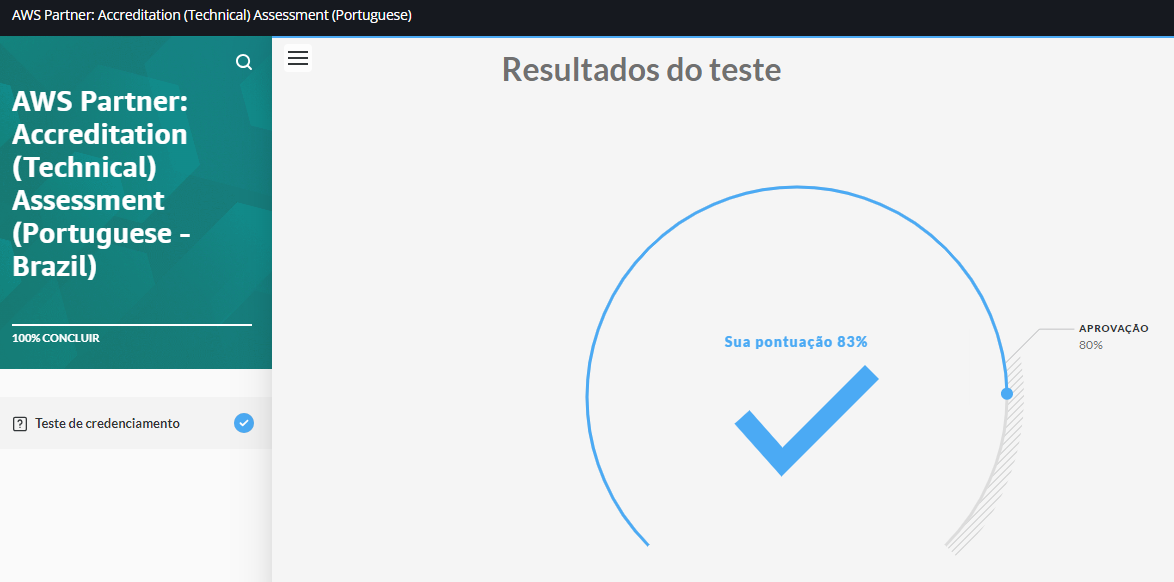 AWS Partner: Accreditation (Technical) Assessment (Portuguese)
AWS Partner:
Accreditation
(Technical)
Assessment
(Portuguese -
Brazil)
100% CONCLUIR
Teste de credenciamento
Resultados do teste
Sua pontuação 83%
APROVAÇÃO
80%